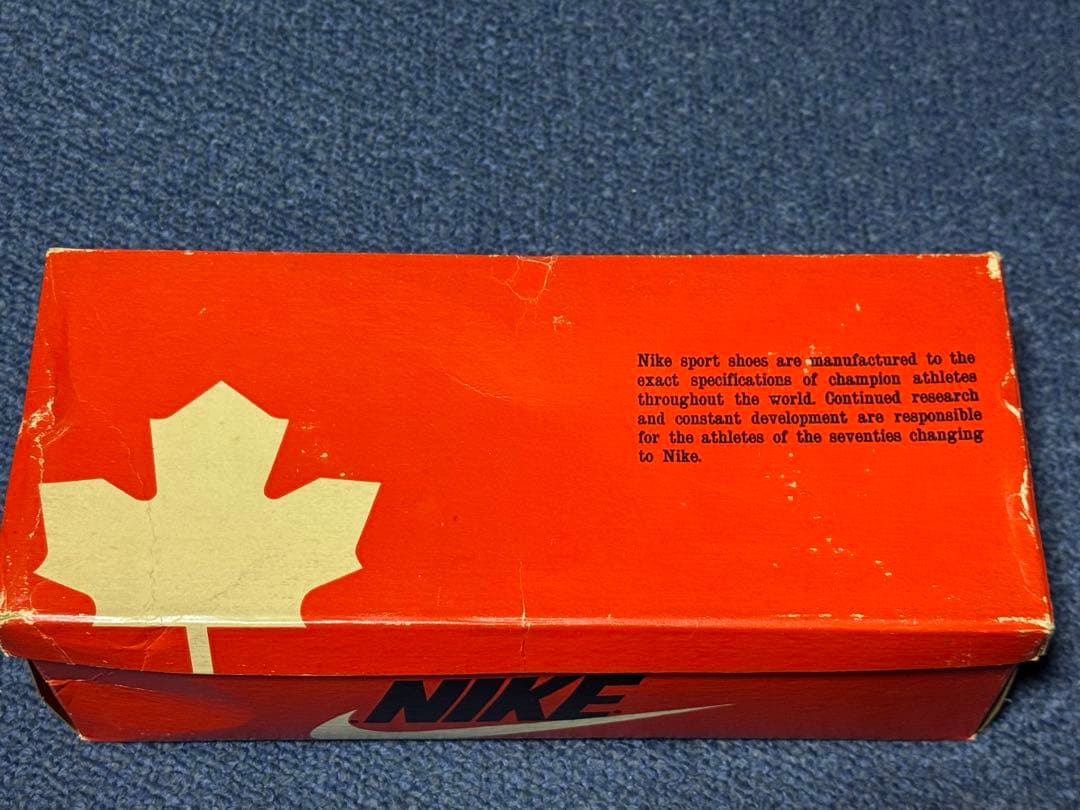 Nike sport shoes are manufactured to the
exact specifications of champion athletes
throughout the world. Continued research
and constant development are responsible
for the athletes of the seventies changing
to Nike.
NIKE